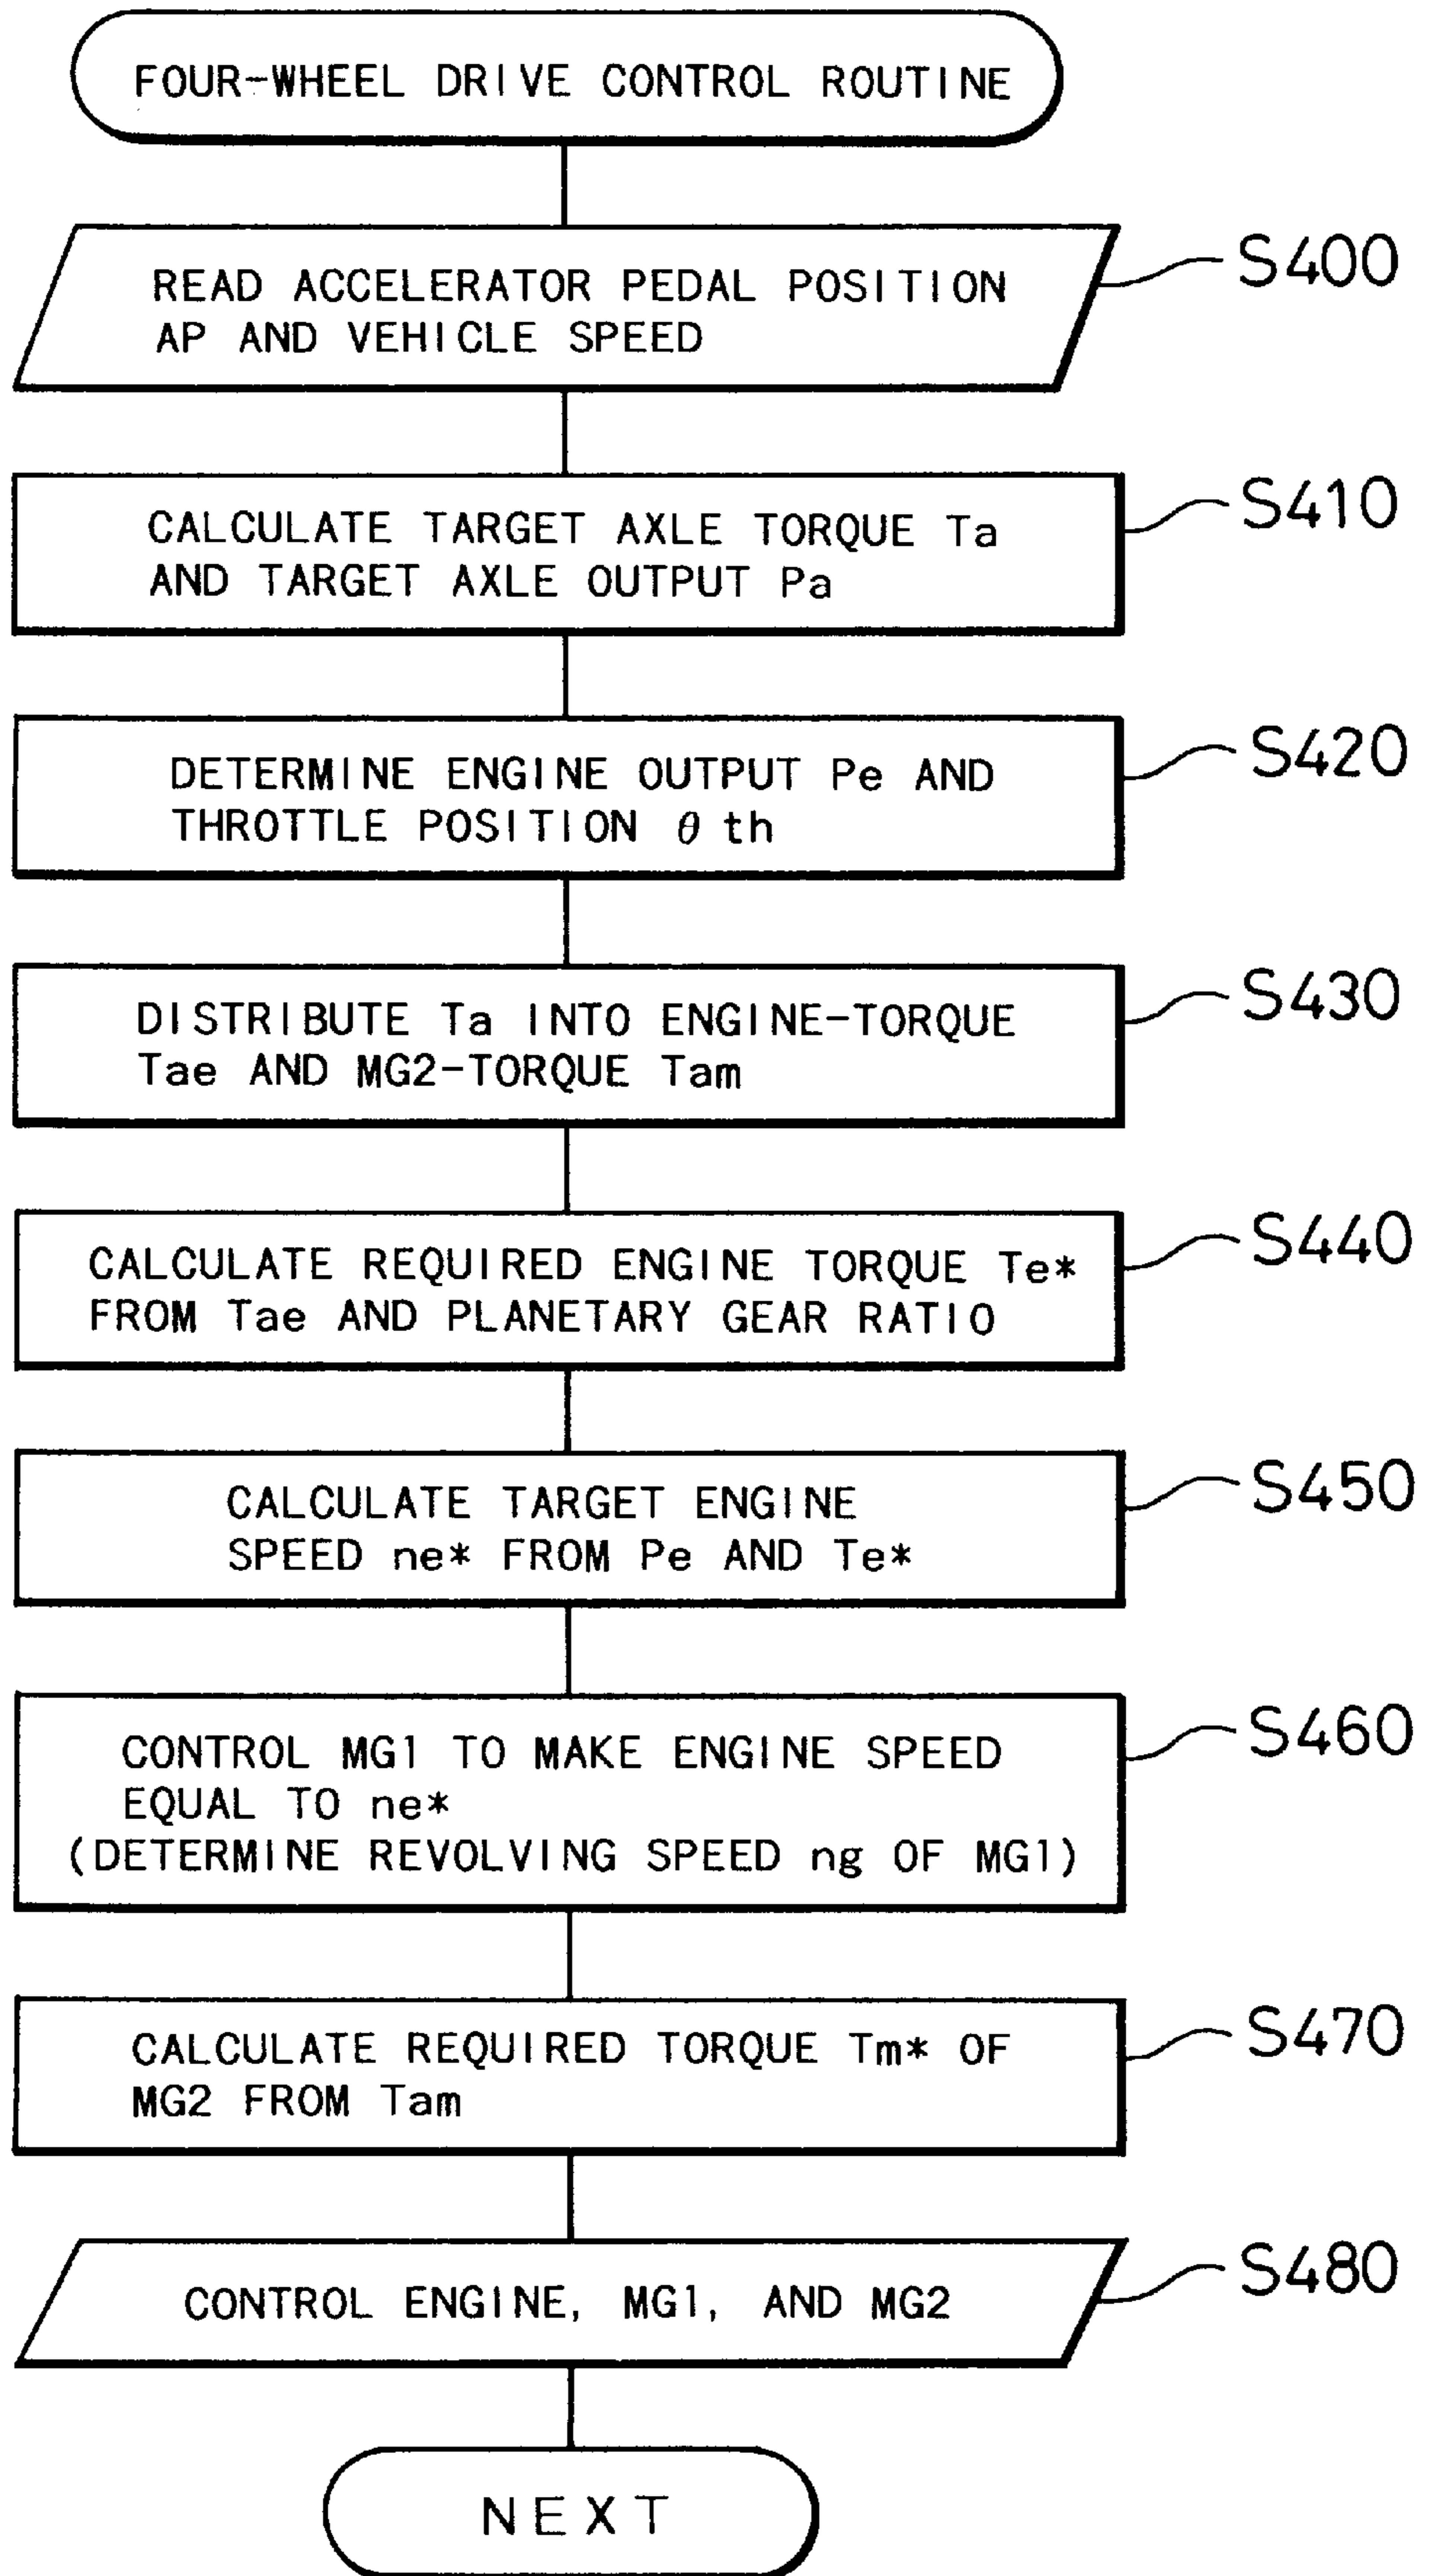 FOUR-WHEEL DRIVE CONTROL ROUTINE
READ ACCELERATOR PEDAL POSITION
AP AND VEHICLE SPEED
S400
CALCULATE TARGET AXLE TORQUE Ta
AND TARGET AXLE OUTPUT Pa
S410
DETERMINE ENGINE OUTPUT Pe AND
THROTTLE POSITION θ th
S420
DISTRIBUTE Ta INTO ENGINE-TORQUE
Tae AND MG2-TORQUE Tam
S430
CALCULATE REQUIRED ENGINE TORQUE Te*
FROM Tae AND PLANETARY GEAR RATIO
S440
CALCULATE TARGET ENGINE
SPEED ne* FROM Pe AND Te*
S450
CONTROL MG1 TO MAKE ENGINE SPEED
EQUAL TO ne*
(DETERMINE REVOLVING SPEED ng OF MG1)
S460
CALCULATE REQUIRED TORQUE Tm* OF
MG2 FROM Tam
S470
CONTROL ENGINE, MG1, AND MG2
S480
NEXT